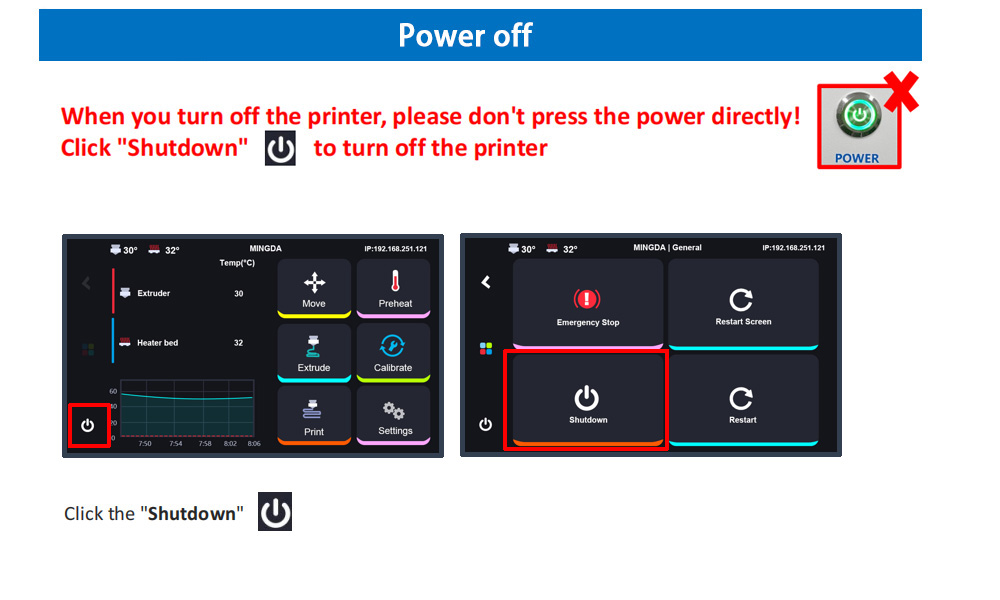 Power off
When you turn off the printer, please don't press the power directly!
Click "Shutdown" to turn off the printer
POWER
30° 32° MINGDA IP:192.168.251.121
Temp(°C)
Extruder 30
Heater bed 32
60
40
20
0
7:50 7:54 7:58 8:02 8:06
Move
Preheat
Extrude
Calibrate
Print
Settings
30° 32° MINGDA | General IP:192.168.251.121
Emergency Stop
Restart Screen
Shutdown
Restart
Click the "Shutdown"